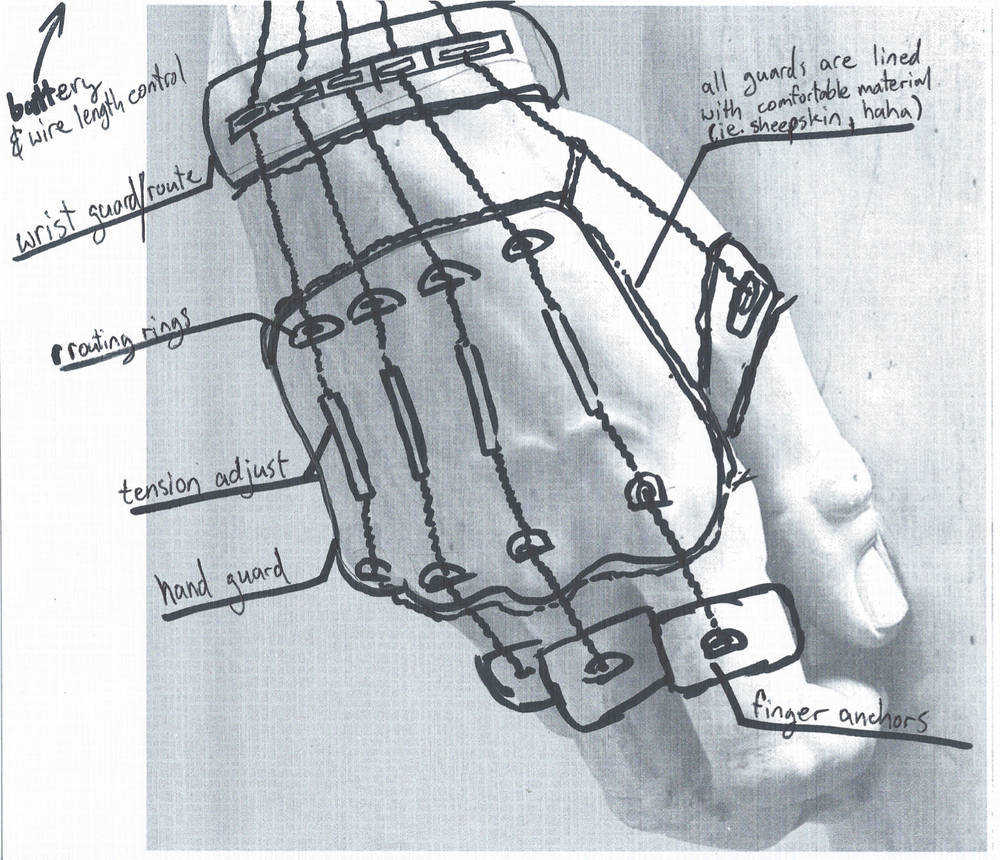 battery
& wire length control
all guards are lined
with comfortable material
(ie. sheepskin, haha)
wrist guard/route
routing rings
tension adjust
hand guard
finger anchors